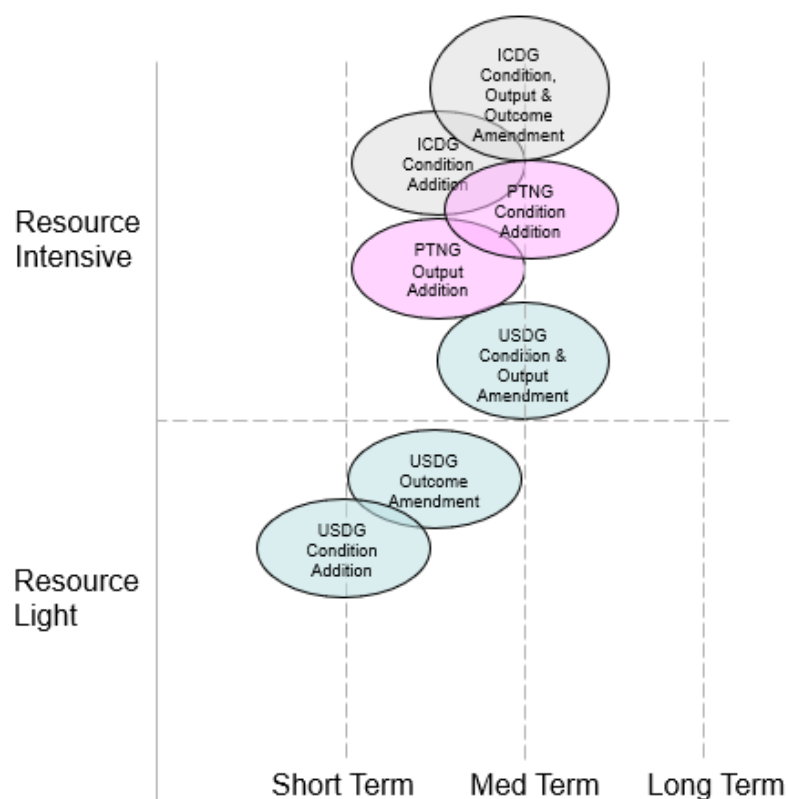 ICDG
Condition,
Output &
Outcome
Amendment
ICDG
Condition
Addition
PTNG
Condition
Addition
Resource
Intensive
PTNG
Output
Addition
USDG
Condition &
Output
Amendment
USDG
Outcome
Amendment
USDG
Condition
Addition
Resource
Light
Short Term
Med Term
Long Term